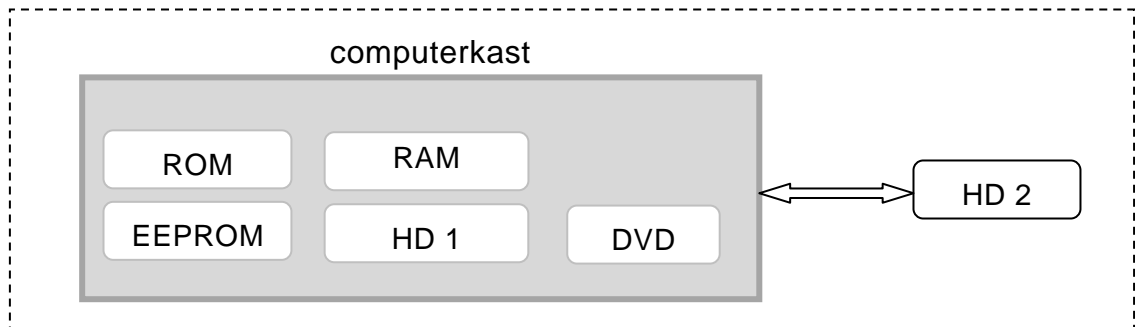 computerkast
ROM
RAM
EEPROM
HD 1
DVD
HD 2